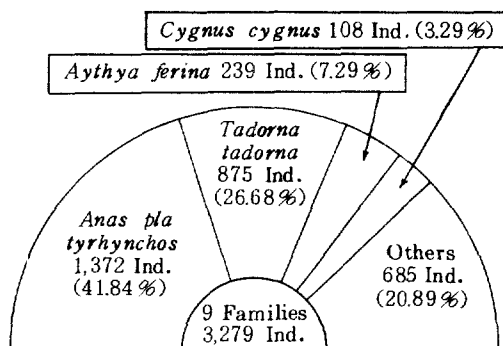 Cygnus cygnus 108 Ind. (3.29%)
Aythya ferina 239 Ind. (7.29%)
Tadorna
tadorna
875 Ind.
(26.68%)
Anas pla
tyrhynchos
1,372 Ind.
(41.84%)
Others
685 Ind.
(20.89%)
9 Families
3,279 Ind.